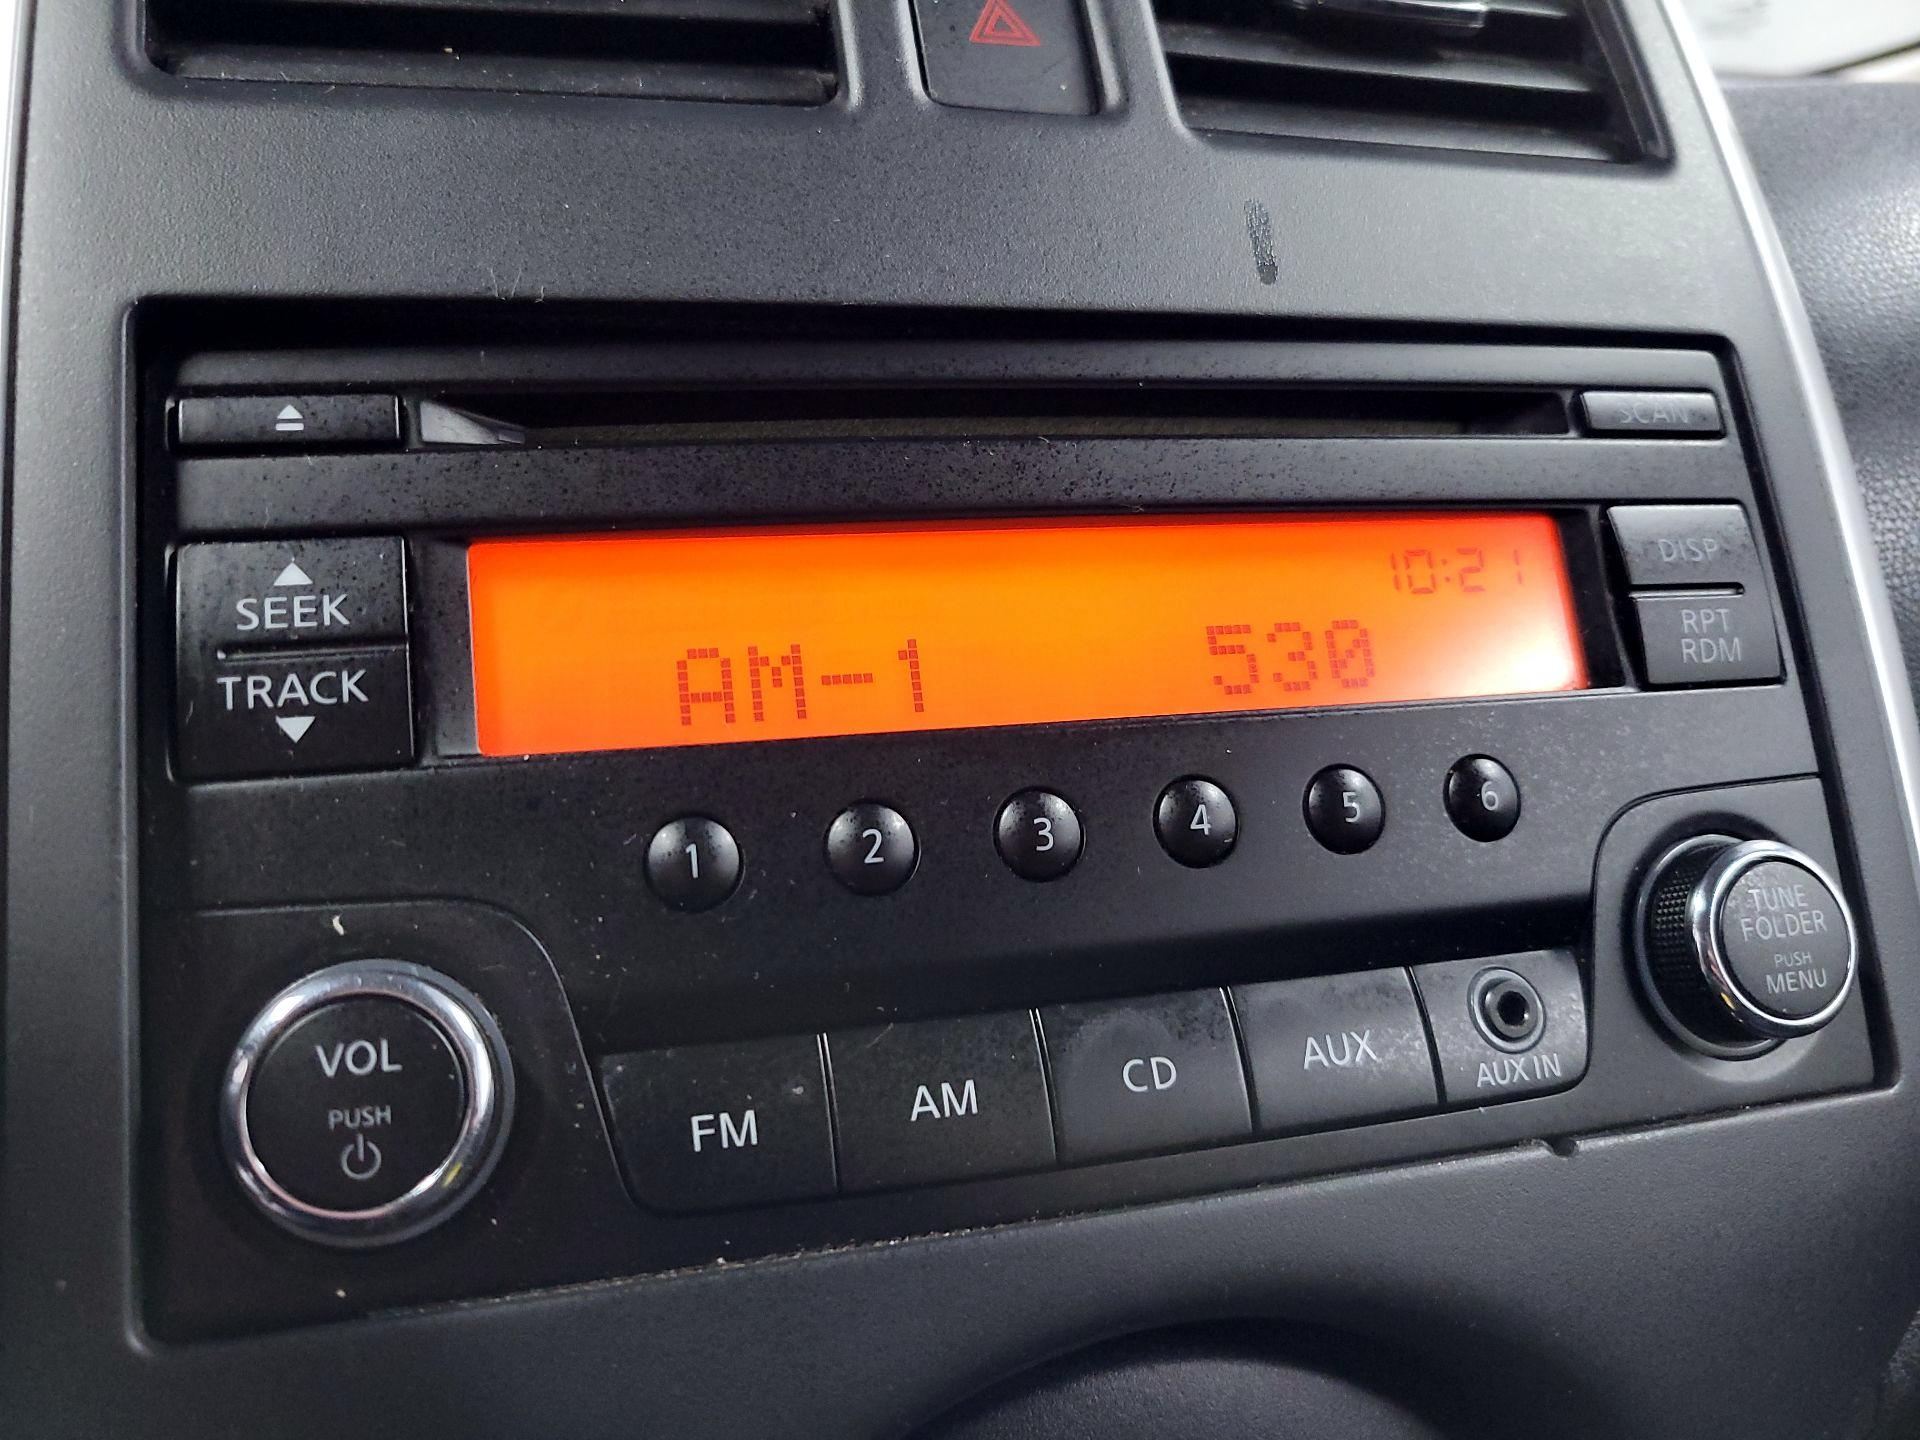 SCAN
10:21
AM-1 530
SEEK
TRACK
DISP
RPT
RDM
1 2 3 4 5 6
VOL
PUSH
FM AM CD AUX
AUX IN
TUNE
FOLDER
PUSH
MENU